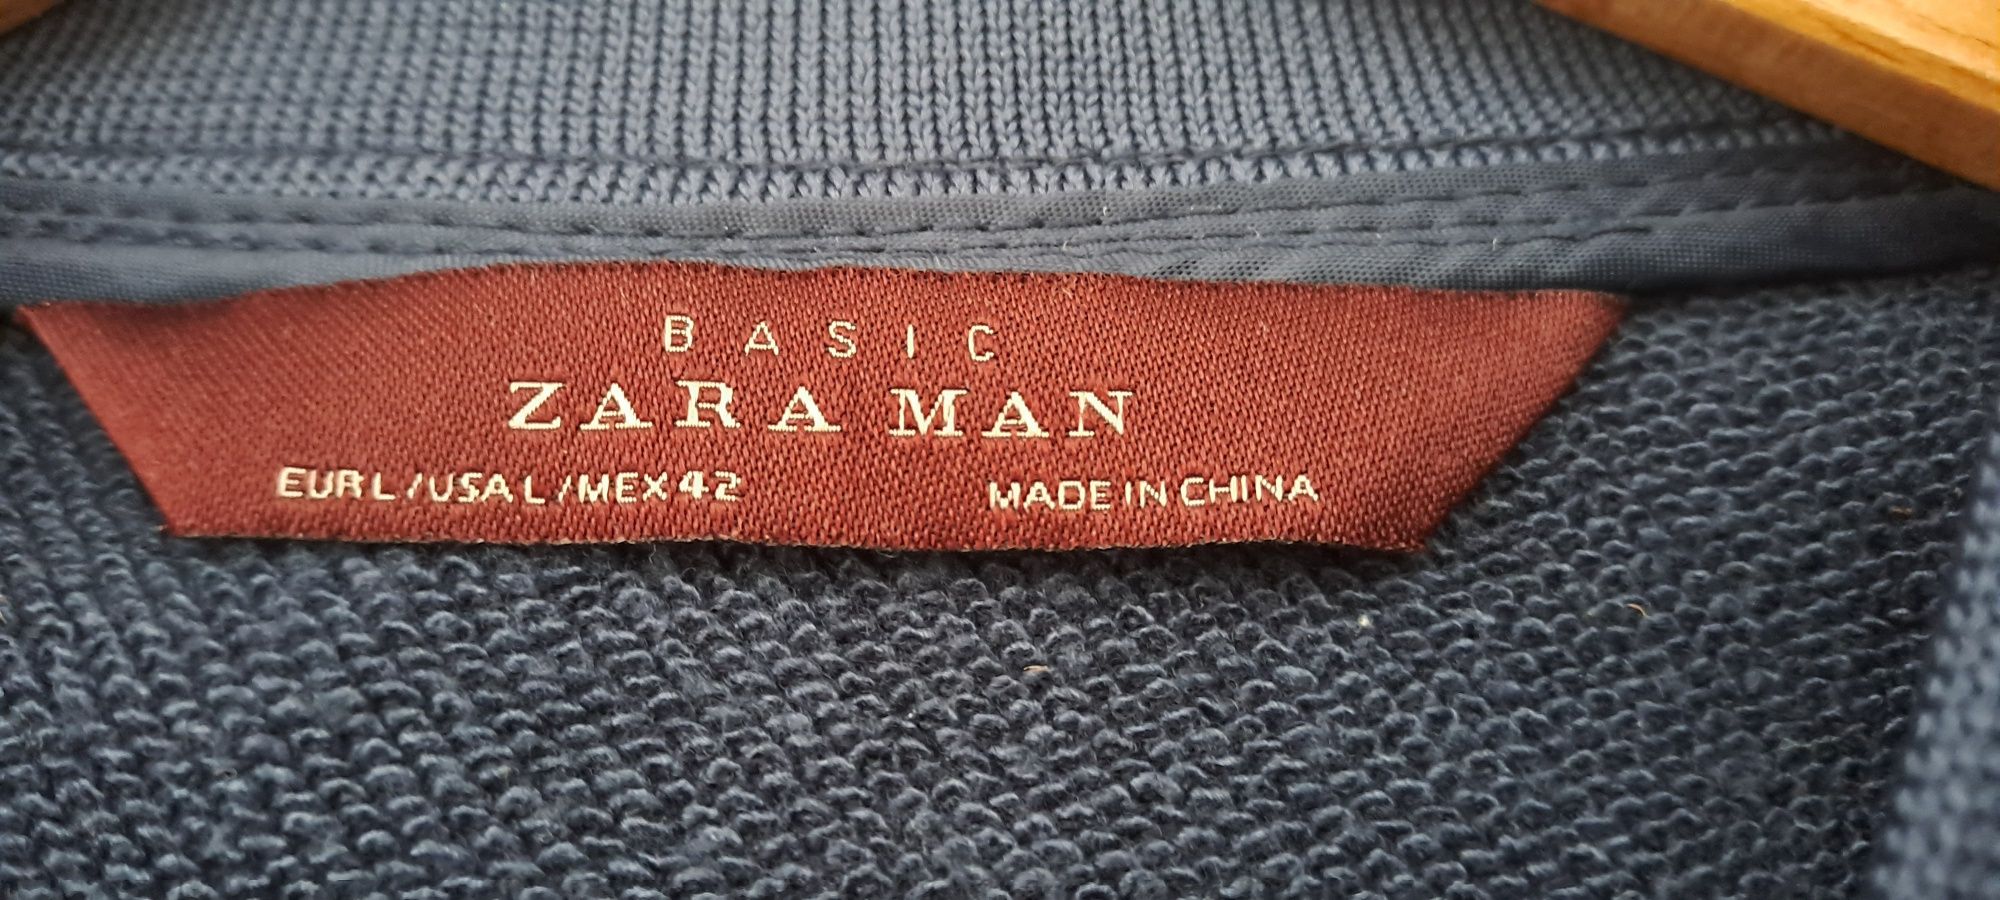 BASIC
ZARA MAN
EUR L / USA L / MEX 42 MADE IN CHINA